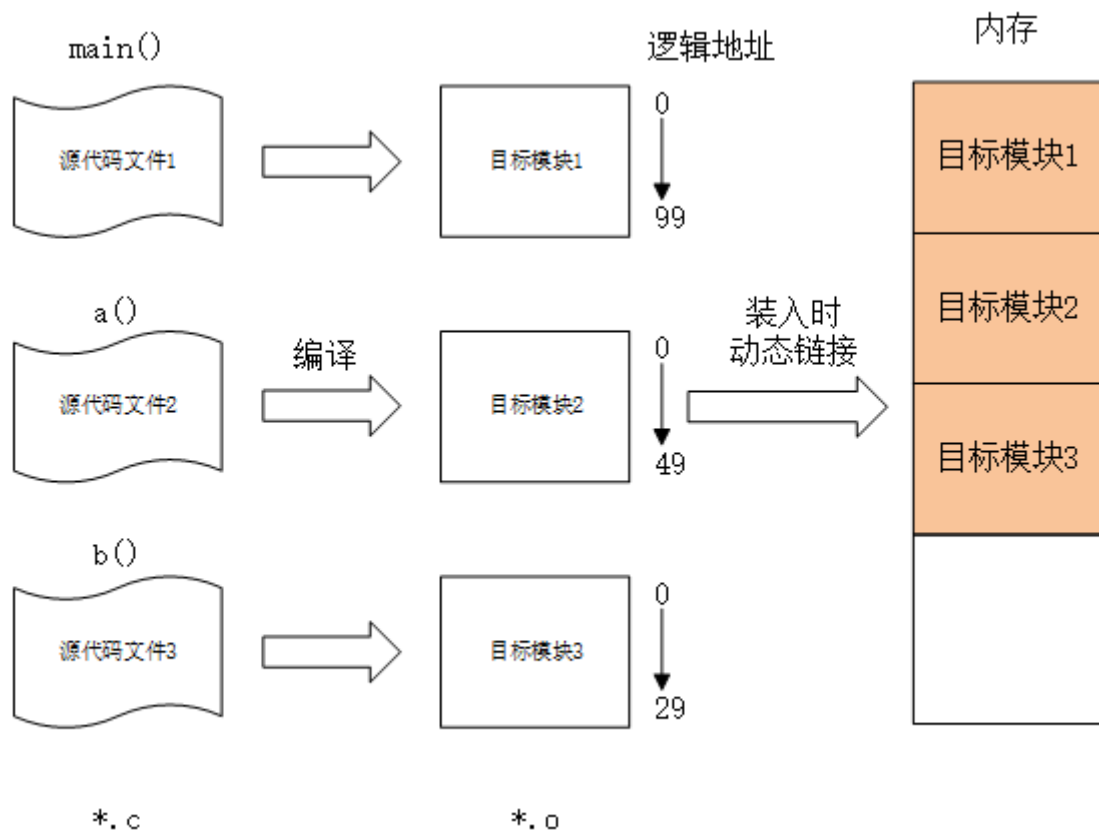 main()
逻辑地址
内存
源代码文件1
目标模块1
0
99
目标模块1
a()
源代码文件2
编译
目标模块2
0
49
装入时
动态链接
目标模块2
目标模块3
b()
源代码文件3
目标模块3
0
29
*.c
*.o